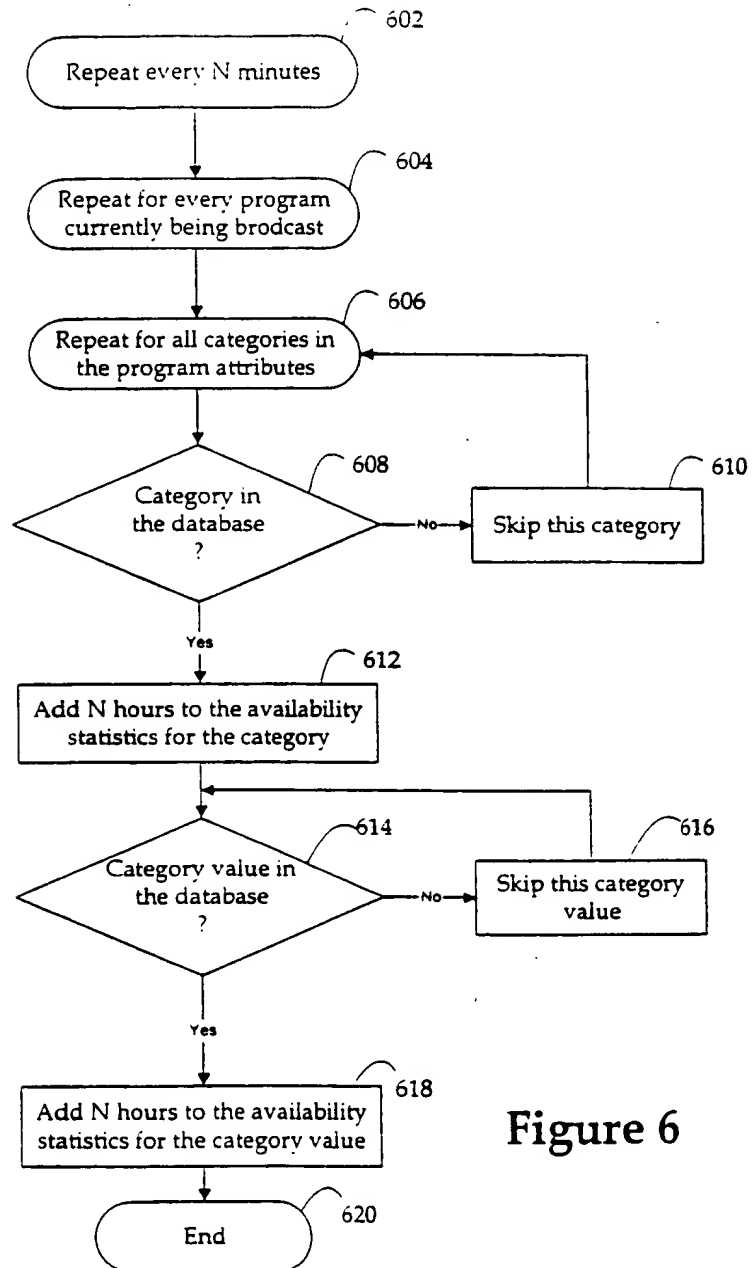 602
Repeat every N minutes
604
Repeat for every program
currently being brodcast
606
Repeat for all categories in
the program attributes
608
Category in
the database
?
610
No
Skip this category
Yes
612
Add N hours to the availability
statistics for the category
614
Category value in
the database
?
616
No
Skip this category
value
Yes
618
Add N hours to the availability
statistics for the category value
Figure 6
620
End